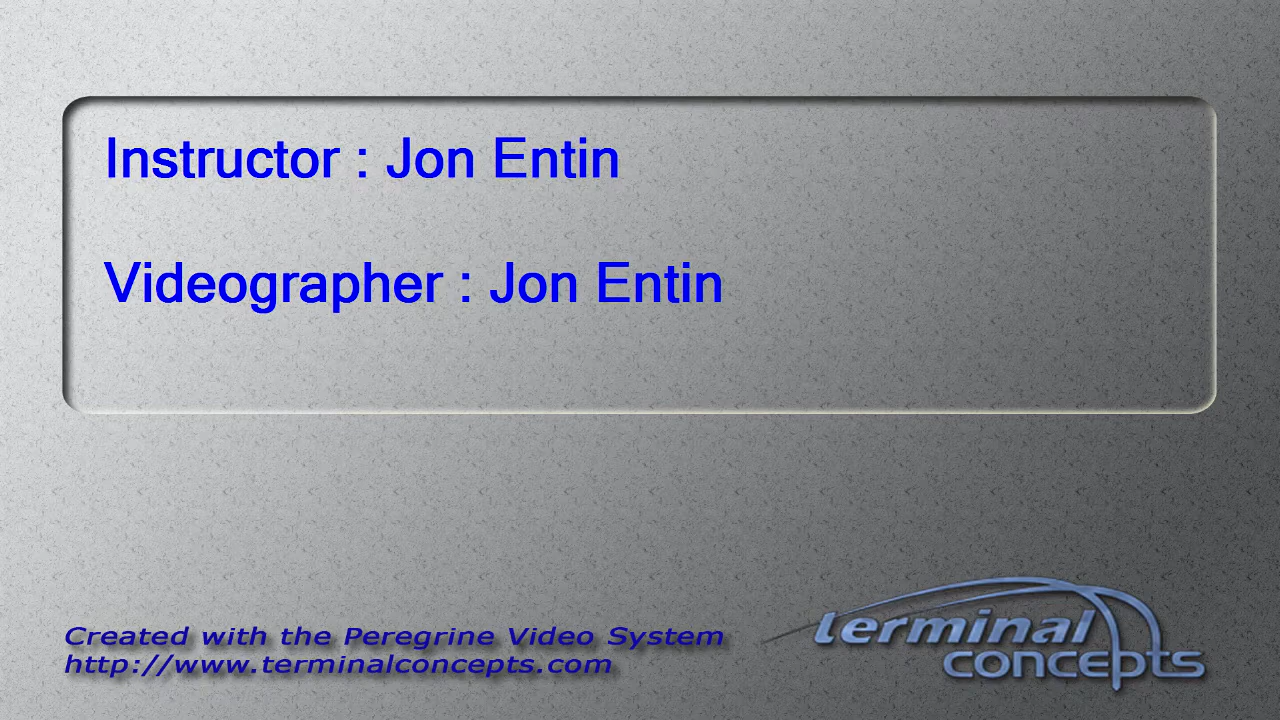 Instructor : Jon Entin
Videographer : Jon Entin
Created with the Peregrine Video System
http://www.terminalconcepts.com
terminal
concepts